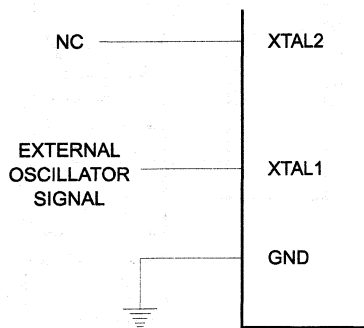 NC XTAL2
EXTERNAL
OSCILLATOR XTAL1
SIGNAL
GND